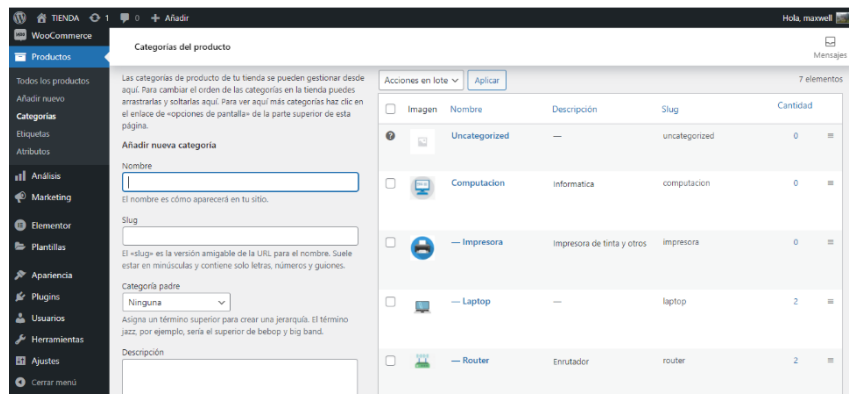 TIENDA 1 0 + Añadir Hola, maxwell
WooCommerce
Productos
Todos los productos
Añadir nuevo
Categorías
Etiquetas
Atributos
Análisis
Marketing
Elementor
Plantillas
Apariencia
Plugins
Usuarios
Herramientas
Ajustes
Cerrar menú
Categorías del producto
Mensajes
Las categorías de producto de tu tienda se pueden gestionar desde
aquí. Para cambiar el orden de las categorías en la tienda puedes
arrastrarlas y soltarlas aquí. Para ver aquí más categorías haz clic en
el enlace de «opciones de pantalla» de la parte superior de esta
página.
Añadir nueva categoría
Nombre
El nombre es cómo aparecerá en tu sitio.
Slug
El «slug» es la versión amigable de la URL para el nombre. Suele
estar en minúsculas y contiene solo letras, números y guiones.
Categoría padre
Ninguna
Asigna un término superior para crear una jerarquía. El término
jazz, por ejemplo, sería el superior de bebop y big band.
Descripción
Acciones en lote Aplicar 7 elementos
Imagen Nombre Descripción Slug Cantidad
Uncategorized — uncategorized 0
Computacion Informatica computacion 0
— Impresora Impresora de tinta y otros impresora 0
— Laptop — laptop 2
— Router Enrutador router 2